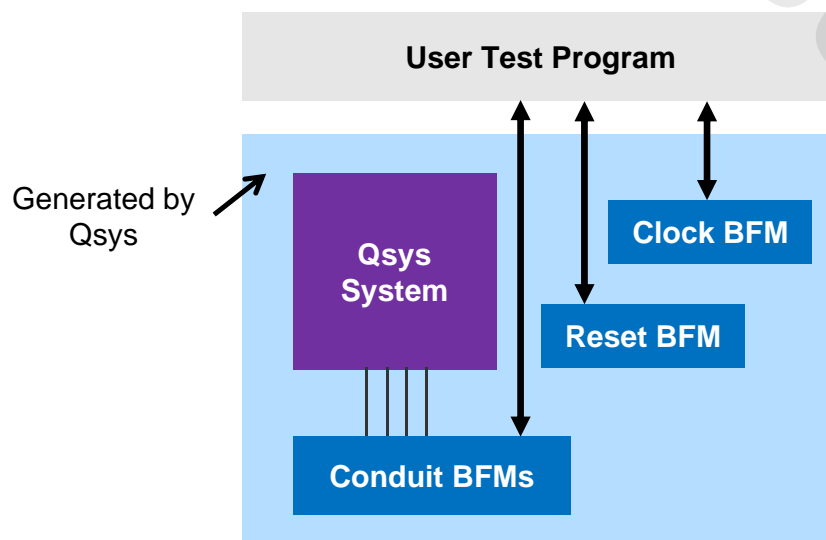 User Test Program
Generated by
Qsys
Qsys
System
Clock BFM
Reset BFM
Conduit BFMs